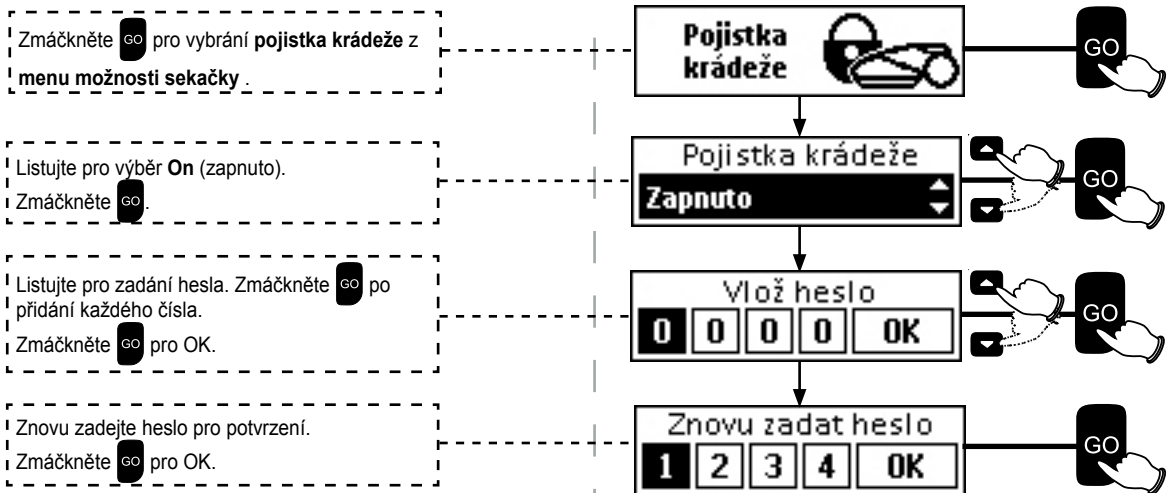 Zmáčkněte GO pro vybrání pojistka krádeže z
menu možnosti sekačky .
Pojistka
krádeže
GO
Listujte pro výběr On (zapnuto).
Zmáčkněte GO.
Pojistka krádeže
Zapnuto
GO
Listujte pro zadání hesla. Zmáčkněte GO po
přidání každého čísla.
Zmáčkněte GO pro OK.
Vlož heslo
0 0 0 0 OK
GO
Znovu zadejte heslo pro potvrzení.
Zmáčkněte GO pro OK.
Znovu zadat heslo
1 2 3 4 OK
GO